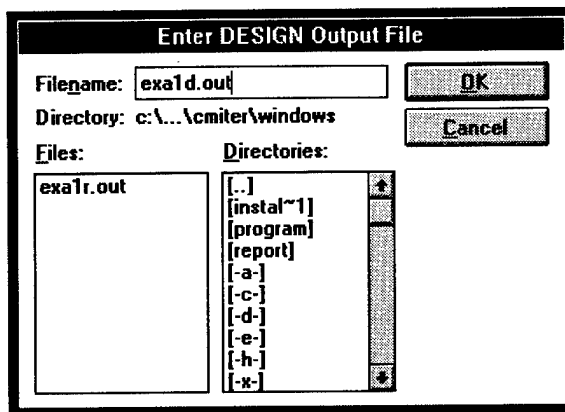 Enter DESIGN Output File
Filename: exa1d.out
OK
Directory: c:\...\cmiter\windows
Cancel
Files:
Directories:
exa1r.out
[..]
[instal~1]
[program]
[report]
[-a-]
[-c-]
[-d-]
[-e-]
[-h-]
[-x-]